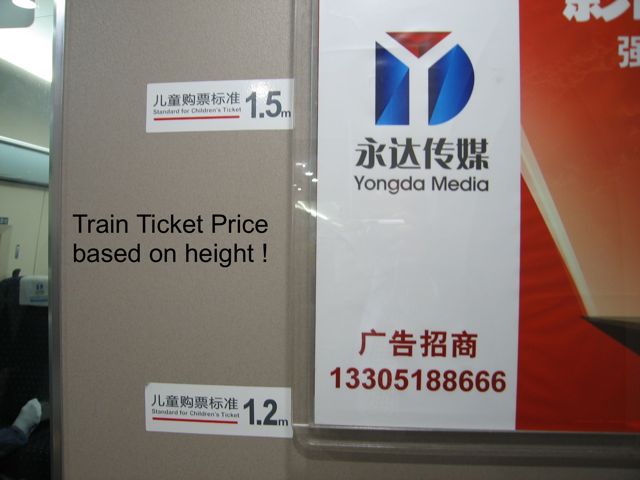 儿童购票标准 1.5m
Standard for Children's Ticket
永达传媒
Yongda Media
Train Ticket Price
based on height !
广告招商
13305188666
儿童购票标准 1.2m
Standard for Children's Ticket